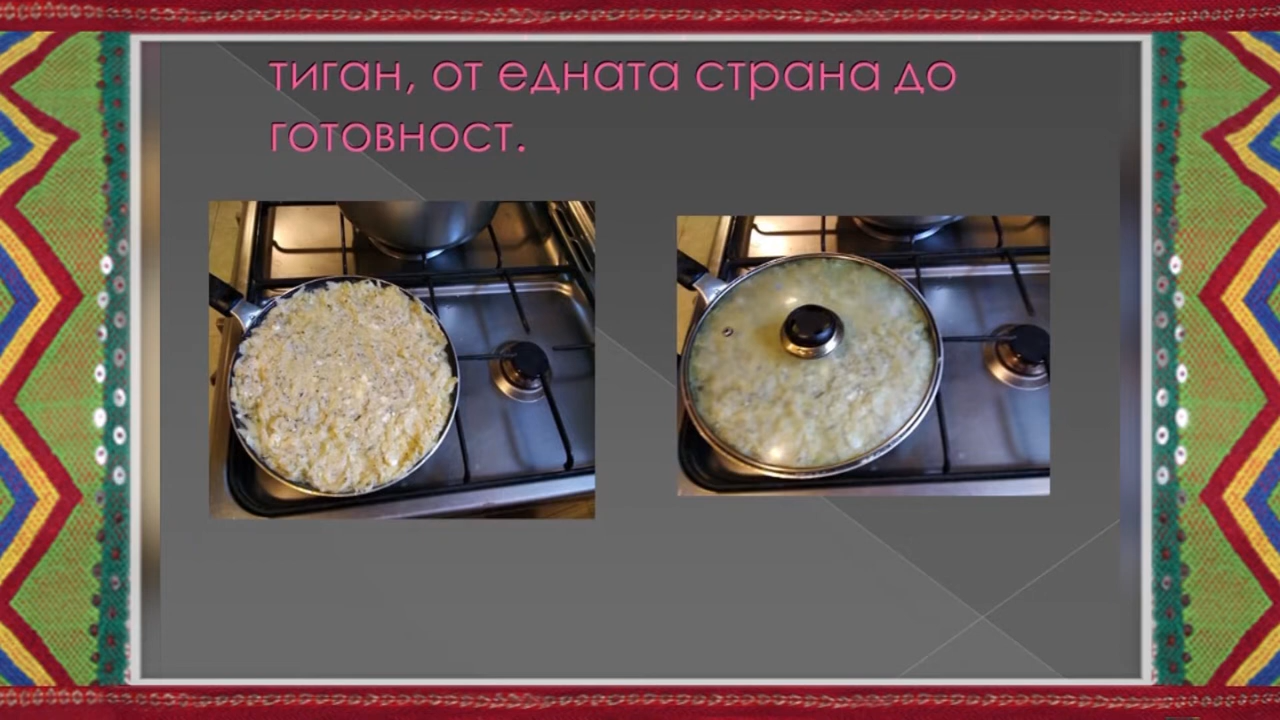 тиган, от едната страна до
готовност.